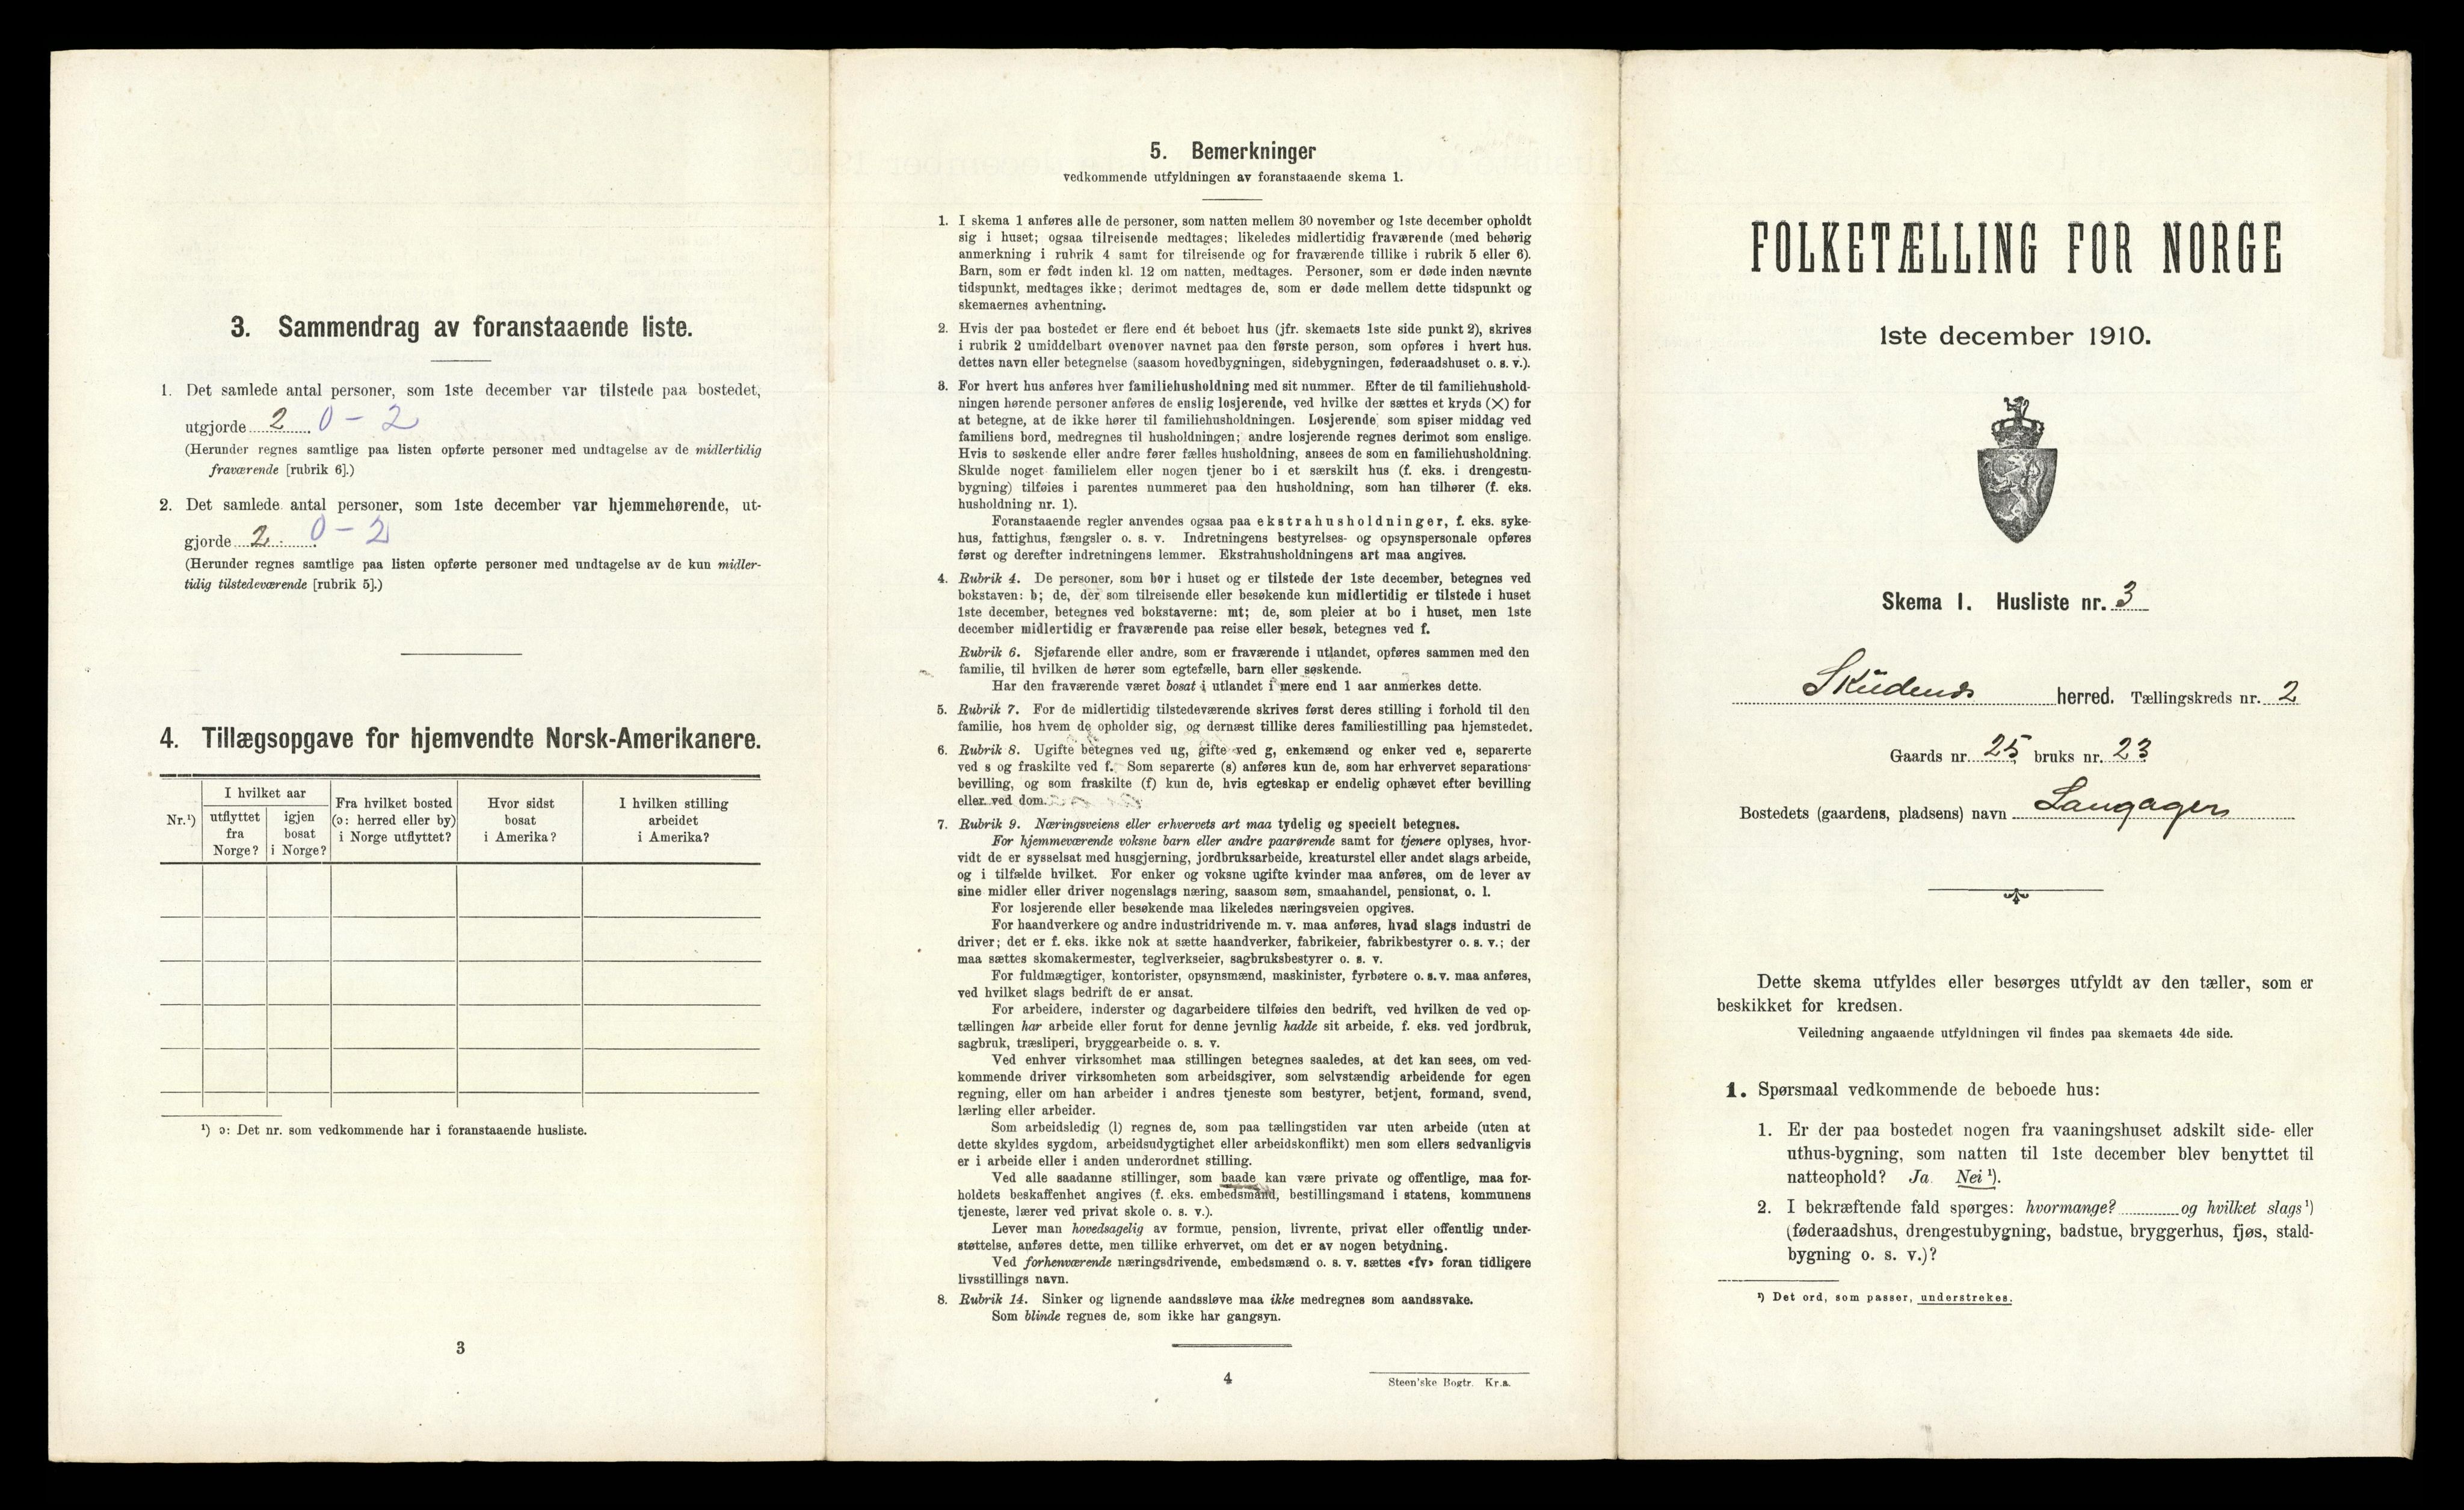 3. Sammendrag av foranstaaende liste.
1. Det samlede antal personer, som 1ste december var tilstede paa bostedet,
utgjorde 2 0 – 2
(Herunder regnes samtlige paa listen opførte personer med undtagelse av de midlertidig
fraværende [rubrik 6].)
2. Det samlede antal personer, som 1ste december var hjemmehørende, ut-
gjorde 2 0 – 2
(Herunder regnes samtlige paa listen opførte personer med undtagelse av de kun midler-
tidig tilstedeværende [rubrik 5].)
4. Tillægsopgave for hjemvendte Norsk-Amerikanere.
Nr.¹)
I hvilket aar
utflyttet fra Norge?
igjen bosat i Norge?
Fra hvilket bosted (ɔ: herred eller by) i Norge utflyttet?
Hvor sidst bosat i Amerika?
I hvilken stilling arbeidet i Amerika?
¹) ɔ: Det nr. som vedkommende har i foranstaaende husliste.
3
5. Bemerkninger
vedkommende utfyldningen av foranstaaende skema 1.
1. I skema 1 anføres alle de personer, som natten mellem 30 november og 1ste december opholdt
sig i huset; ogsaa tilreisende medtages; likeledes midlertidig fraværende (med behørig
anmerkning i rubrik 4 samt for tilreisende og for fraværende tillike i rubrik 5 eller 6).
Barn, som er født inden kl. 12 om natten, medtages. Personer, som er døde inden nævnte
tidspunkt, medtages ikke; derimot medtages de, som er døde mellem dette tidspunkt og
skemaernes avhentning.
2. Hvis der paa bostedet er flere end ét beboet hus (jfr. skemaets 1ste side punkt 2), skrives
i rubrik 2 umiddelbart ovenover navnet paa den første person, som opføres i hvert hus.
dettes navn eller betegnelse (saasom hovedbygningen, sidebygningen, føderaadshuset o. s. v.).
3. For hvert hus anføres hver familiehusholdning med sit nummer. Efter de til familiehushold-
ningen hørende personer anføres de enslig losjerende, ved hvilke der sættes et kryds (×) for
at betegne, at de ikke hører til familiehusholdningen. Losjerende som spiser middag ved
familiens bord, medregnes til husholdningen; andre losjerende regnes derimot som enslige.
Hvis to søskende eller andre fører fælles husholdning, ansees de som en familiehusholdning.
Skulde noget familielem eller nogen tjener bo i et særskilt hus (f. eks. i drengestu-
bygning) tilføies i parentes nummeret paa den husholdning, som han tilhører (f. eks.
husholdning nr. 1).
Foranstaaende regler anvendes ogsaa paa ekstrahusholdninger, f. eks. syke-
hus, fattighus, fængsler o. s. v. Indretningens bestyrelses- og opsynspersonale opføres
først og derefter indretningens lemmer. Ekstrahusholdningens art maa angives.
4. Rubrik 4. De personer, som bor i huset og er tilstede der 1ste december, betegnes ved
bokstaven: b; de, der som tilreisende eller besøkende kun midlertidig er tilstede i huset
1ste december, betegnes ved bokstaverne: mt; de, som pleier at bo i huset, men 1ste
december midlertidig er fraværende paa reise eller besøk, betegnes ved f.
Rubrik 6. Sjøfarende eller andre, som er fraværende i utlandet, opføres sammen med den
familie, til hvilken de hører som egtefælle, barn eller søskende.
Har den fraværende været bosat i utlandet i mere end 1 aar anmerkes dette.
5. Rubrik 7. For de midlertidig tilstedeværende skrives først deres stilling i forhold til den
familie, hos hvem de opholder sig, og dernæst tillike deres familiestilling paa hjemstedet.
6. Rubrik 8. Ugifte betegnes ved ug, gifte ved g, enkemænd og enker ved e, separerte
ved s og fraskilte ved f. Som separerte (s) anføres kun de, som har erhvervet separations-
bevilling, og som fraskilte (f) kun de, hvis egteskap er endelig ophævet efter bevilling
eller ved dom.
7. Rubrik 9. Næringsveiens eller erhvervets art maa tydelig og specielt betegnes.
For hjemmeværende voksne barn eller andre paarørende samt for tjenere oplyses, hvor-
vidt de er sysselsat med husgjerning, jordbruksarbeide, kreaturstel eller andet slags arbeide,
og i tilfælde hvilket. For enker og voksne ugifte kvinder maa anføres, om de lever av
sine midler eller driver nogenslags næring, saasom søm, smaahandel, pensionat, o. l.
For losjerende eller besøkende maa likeledes næringsveien opgives.
For haandverkere og andre industridrivende m. v. maa anføres, hvad slags industri de
driver; det er f. eks. ikke nok at sætte haandverker, fabrikeier, fabrikbestyrer o. s. v.; der
maa sættes skomakermester, teglverkseier, sagbruksbestyrer o. s. v.
For fuldmægtiger, kontorister, opsynsmænd, maskinister, fyrbøtere o. s. v. maa anføres,
ved hvilket slags bedrift de er ansat.
For arbeidere, inderster og dagarbeidere tilføies den bedrift, ved hvilken de ved op-
tællingen har arbeide eller forut for denne jevnlig hadde sit arbeide, f. eks. ved jordbruk,
sagbruk, træsliperi, bryggearbeide o. s. v.
Ved enhver virksomhet maa stillingen betegnes saaledes, at det kan sees, om ved-
kommende driver virksomheten som arbeidsgiver, som selvstændig arbeidende for egen
regning, eller om han arbeider i andres tjeneste som bestyrer, betjent, formand, svend,
lærling eller arbeider.
Som arbeidsledig (l) regnes de, som paa tællingstiden var uten arbeide (uten at
dette skyldes sygdom, arbeidsudygtighet eller arbeidskonflikt) men som ellers sedvanligvis
er i arbeide eller i anden underordnet stilling.
Ved alle saadanne stillinger, som baade kan være private og offentlige, maa for-
holdets beskaffenhet angives (f. eks. embedsmand, bestillingsmand i statens, kommunens
tjeneste, lærer ved privat skole o. s. v.).
Lever man hovedsagelig av formue, pension, livrente, privat eller offentlig under-
støttelse, anføres dette, men tillike erhvervet, om det er av nogen betydning.
Ved forhenværende næringsdrivende, embedsmænd o. s. v. sættes «fv» foran tidligere
livsstillings navn.
8. Rubrik 14. Sinker og lignende aandssløve maa ikke medregnes som aandssvake.
Som blinde regnes de, som ikke har gangsyn.
4
Steen'ske Bogtr. Kr.a.
FOLKETÆLLING FOR NORGE
1ste december 1910.
Skema 1. Husliste nr. 3
Skudenes herred. Tællingskreds nr. 2
Gaards nr. 25 bruks nr. 23
Bostedets (gaardens, pladsens) navn Langager
Dette skema utfyldes eller besørges utfyldt av den tæller, som er
beskikket for kredsen.
Veiledning angaaende utfyldningen vil findes paa skemaets 4de side.
1. Spørsmaal vedkommende de beboede hus:
1. Er der paa bostedet nogen fra vaaningshuset adskilt side- eller
uthus-bygning, som natten til 1ste december blev benyttet til
natteophold? Ja. Nei ¹).
2. I bekræftende fald spørges: hvormange? og hvilket slags ¹)
(føderaadshus, drengestubygning, badstue, bryggerhus, fjøs, stald-
bygning o. s. v.)?
¹) Det ord, som passer, understrekes.